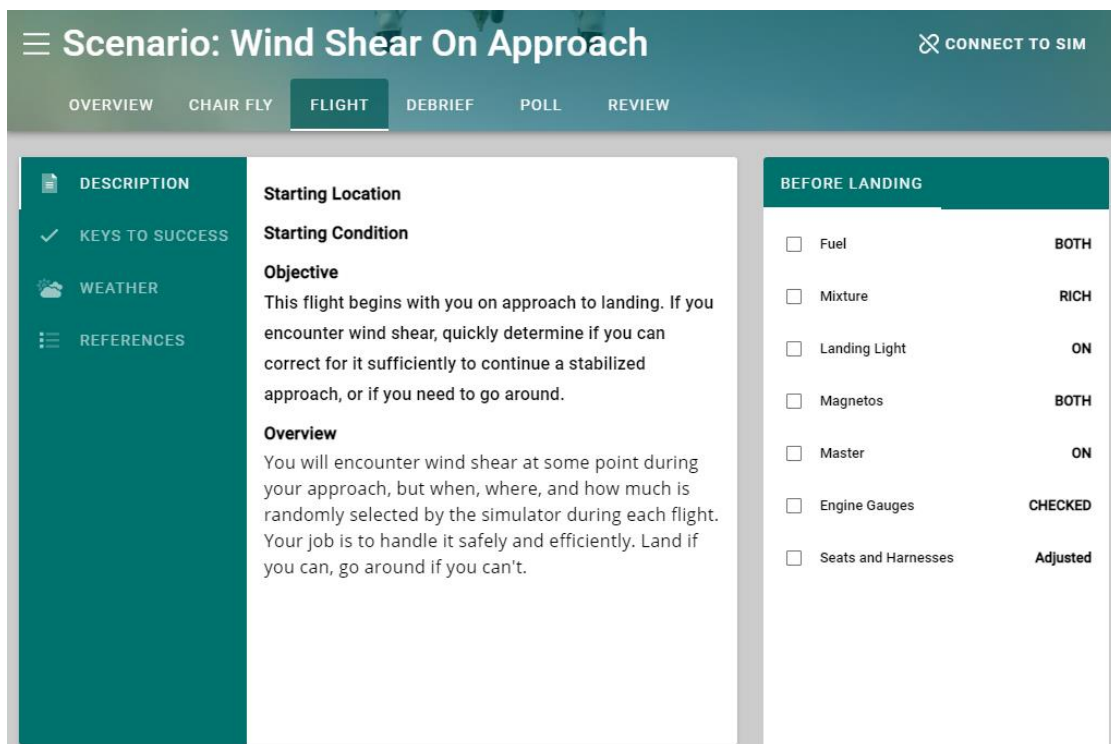 Scenario: Wind Shear On Approach
CONNECT TO SIM
OVERVIEW CHAIR FLY FLIGHT DEBRIEF POLL REVIEW
DESCRIPTION
KEYS TO SUCCESS
WEATHER
REFERENCES
Starting Location
Starting Condition
Objective
This flight begins with you on approach to landing. If you
encounter wind shear, quickly determine if you can
correct for it sufficiently to continue a stabilized
approach, or if you need to go around.
Overview
You will encounter wind shear at some point during
your approach, but when, where, and how much is
randomly selected by the simulator during each flight.
Your job is to handle it safely and efficiently. Land if
you can, go around if you can't.
BEFORE LANDING
Fuel BOTH
Mixture RICH
Landing Light ON
Magnetos BOTH
Master ON
Engine Gauges CHECKED
Seats and Harnesses Adjusted